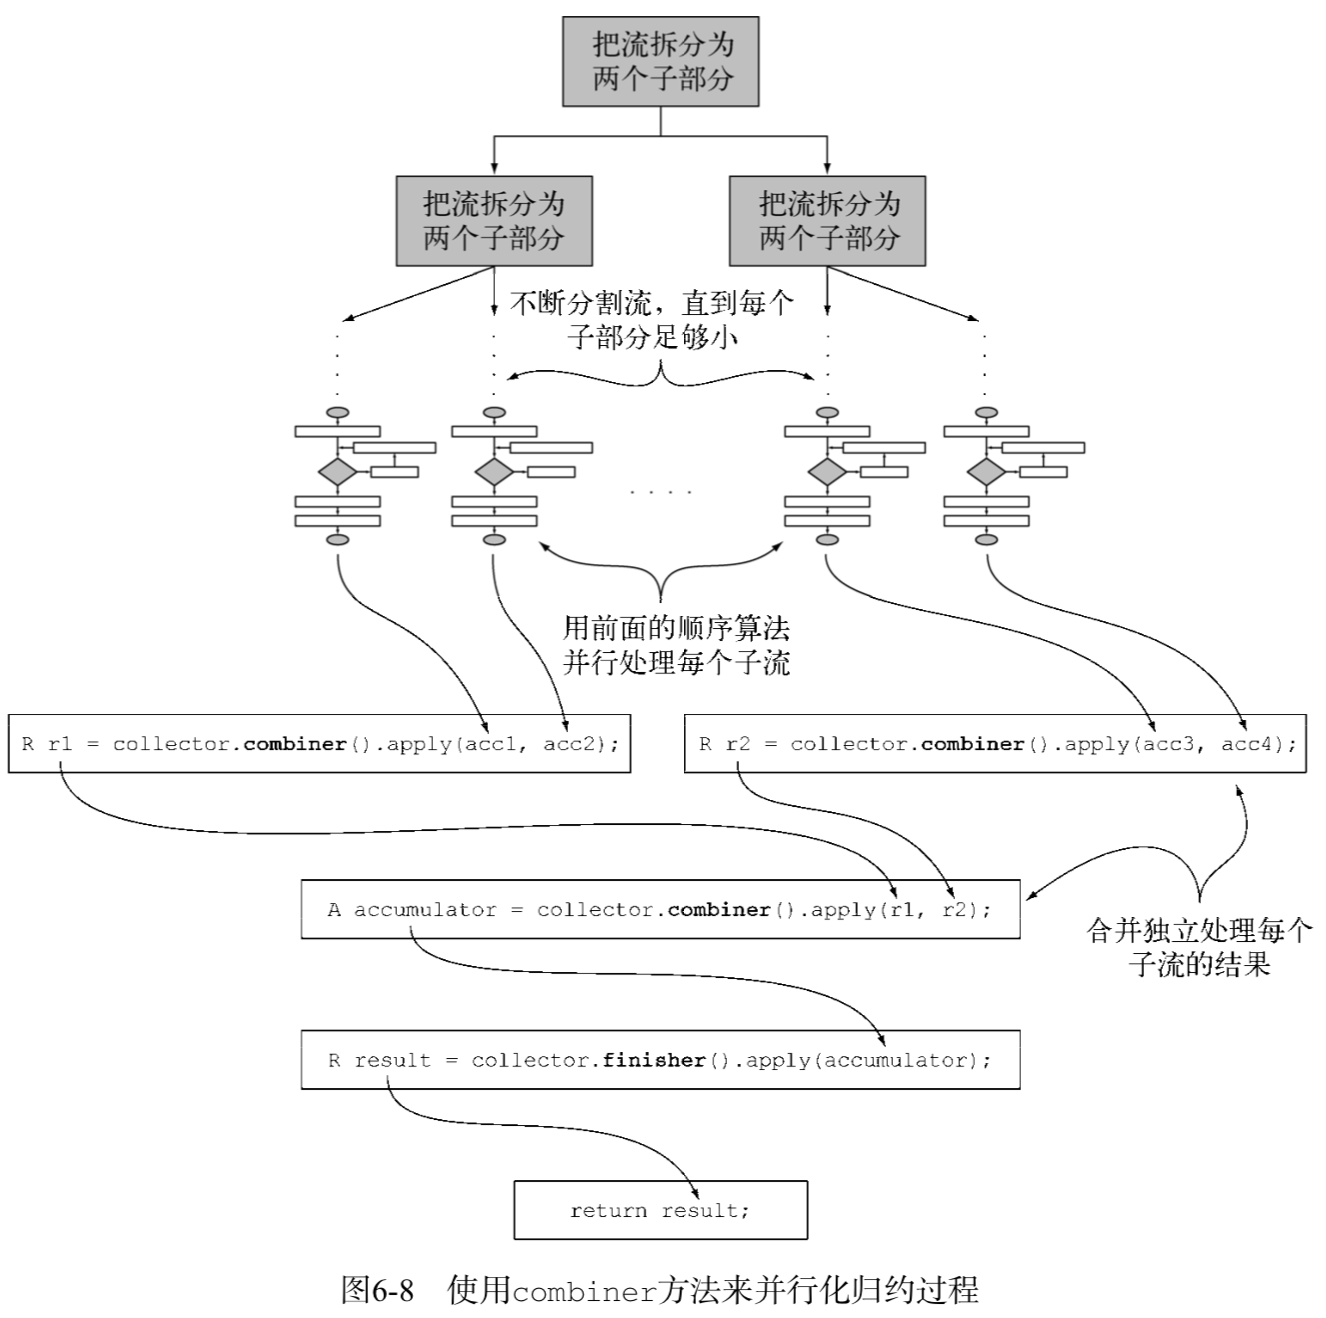 把流拆分为
两个子部分
把流拆分为
两个子部分
把流拆分为
两个子部分
不断分割流，直到每个
子部分足够小
用前面的顺序算法
并行处理每个子流
R r1 = collector.combiner().apply(acc1, acc2);
R r2 = collector.combiner().apply(acc3, acc4);
A accumulator = collector.combiner().apply(r1, r2);
合并独立处理每个
子流的结果
R result = collector.finisher().apply(accumulator);
return result;
图6-8 使用combiner方法来并行化归约过程